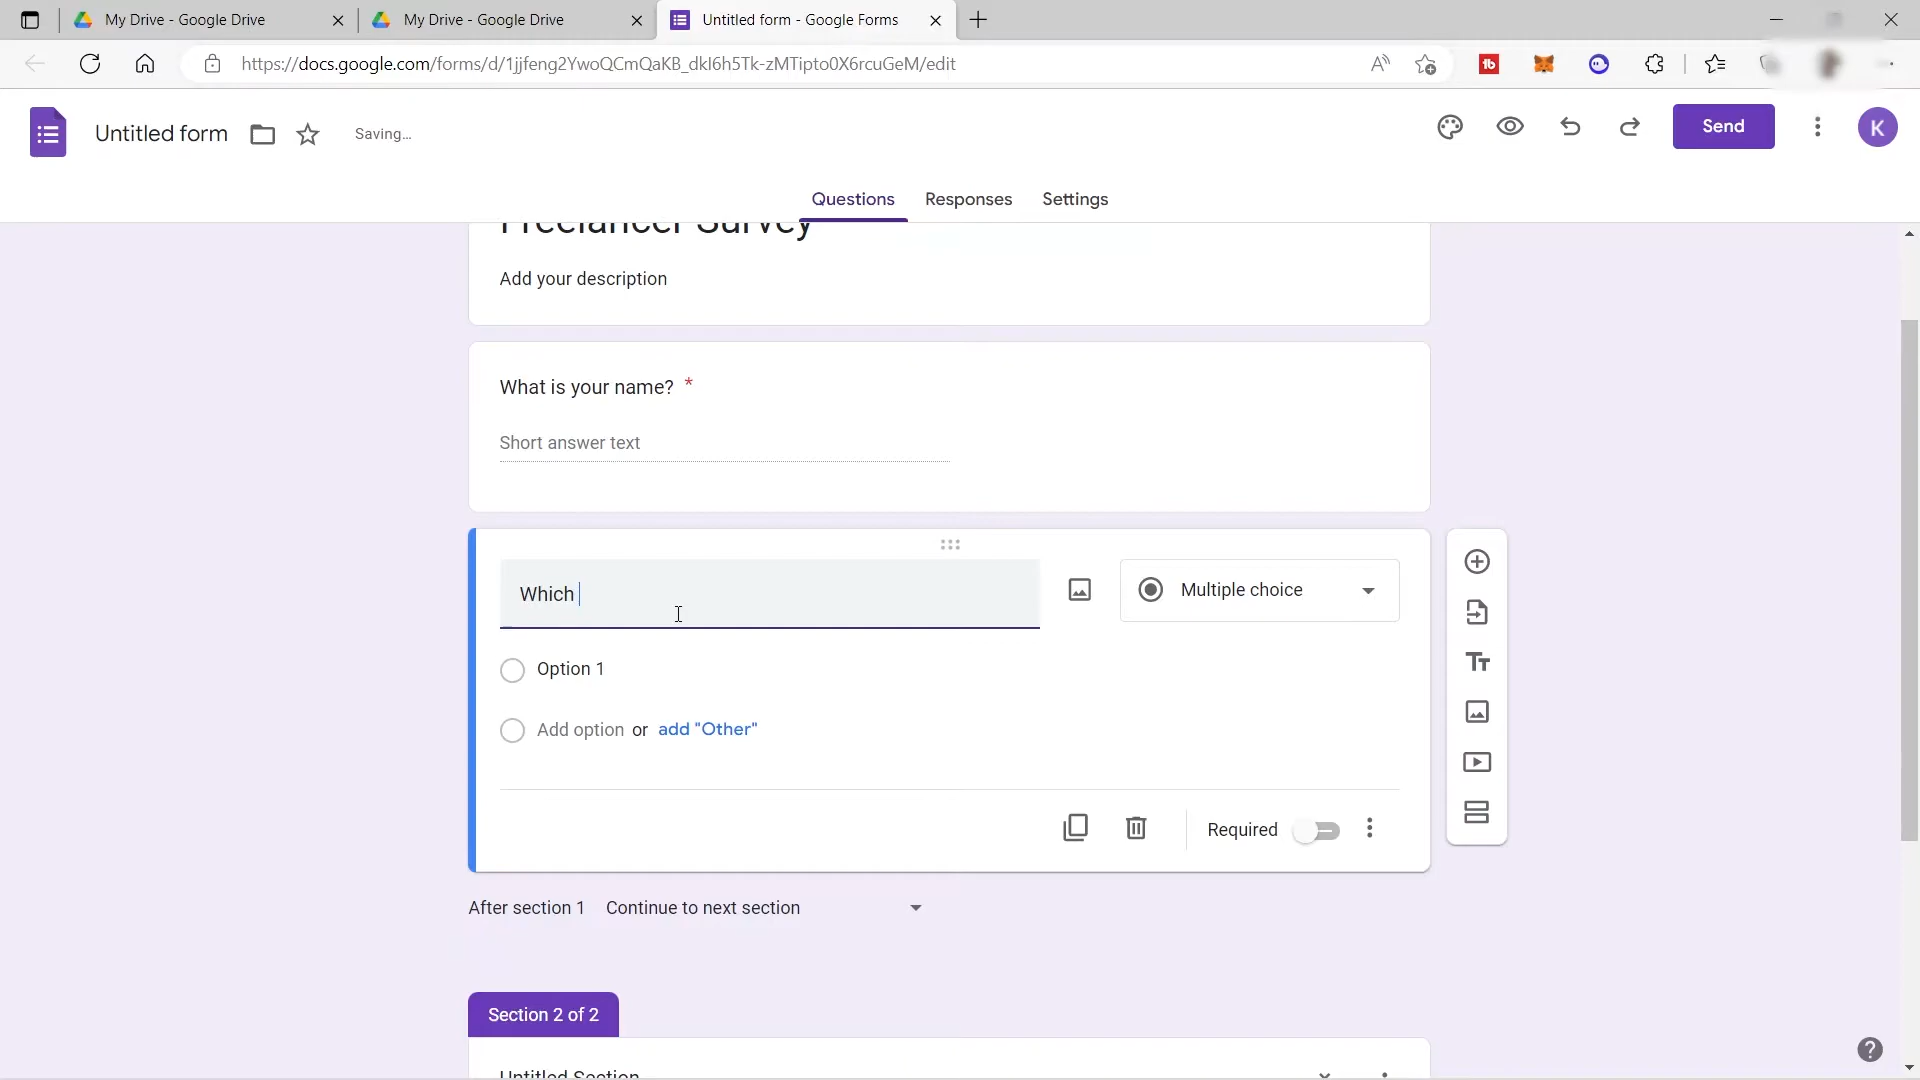 My Drive - Google Drive
My Drive - Google Drive
Untitled form - Google Forms
https://docs.google.com/forms/d/1jjfeng2YwoQCmQaKB_dkI6h5Tk-zMTipto0X6rcuGeM/edit
Untitled form
Saving...
Send
K
Questions
Responses
Settings
Freelancer Survey
Add your description
What is your name? *
Short answer text
Which
Multiple choice
Option 1
Add option or add "Other"
Required
After section 1 Continue to next section
Section 2 of 2
Untitled Section